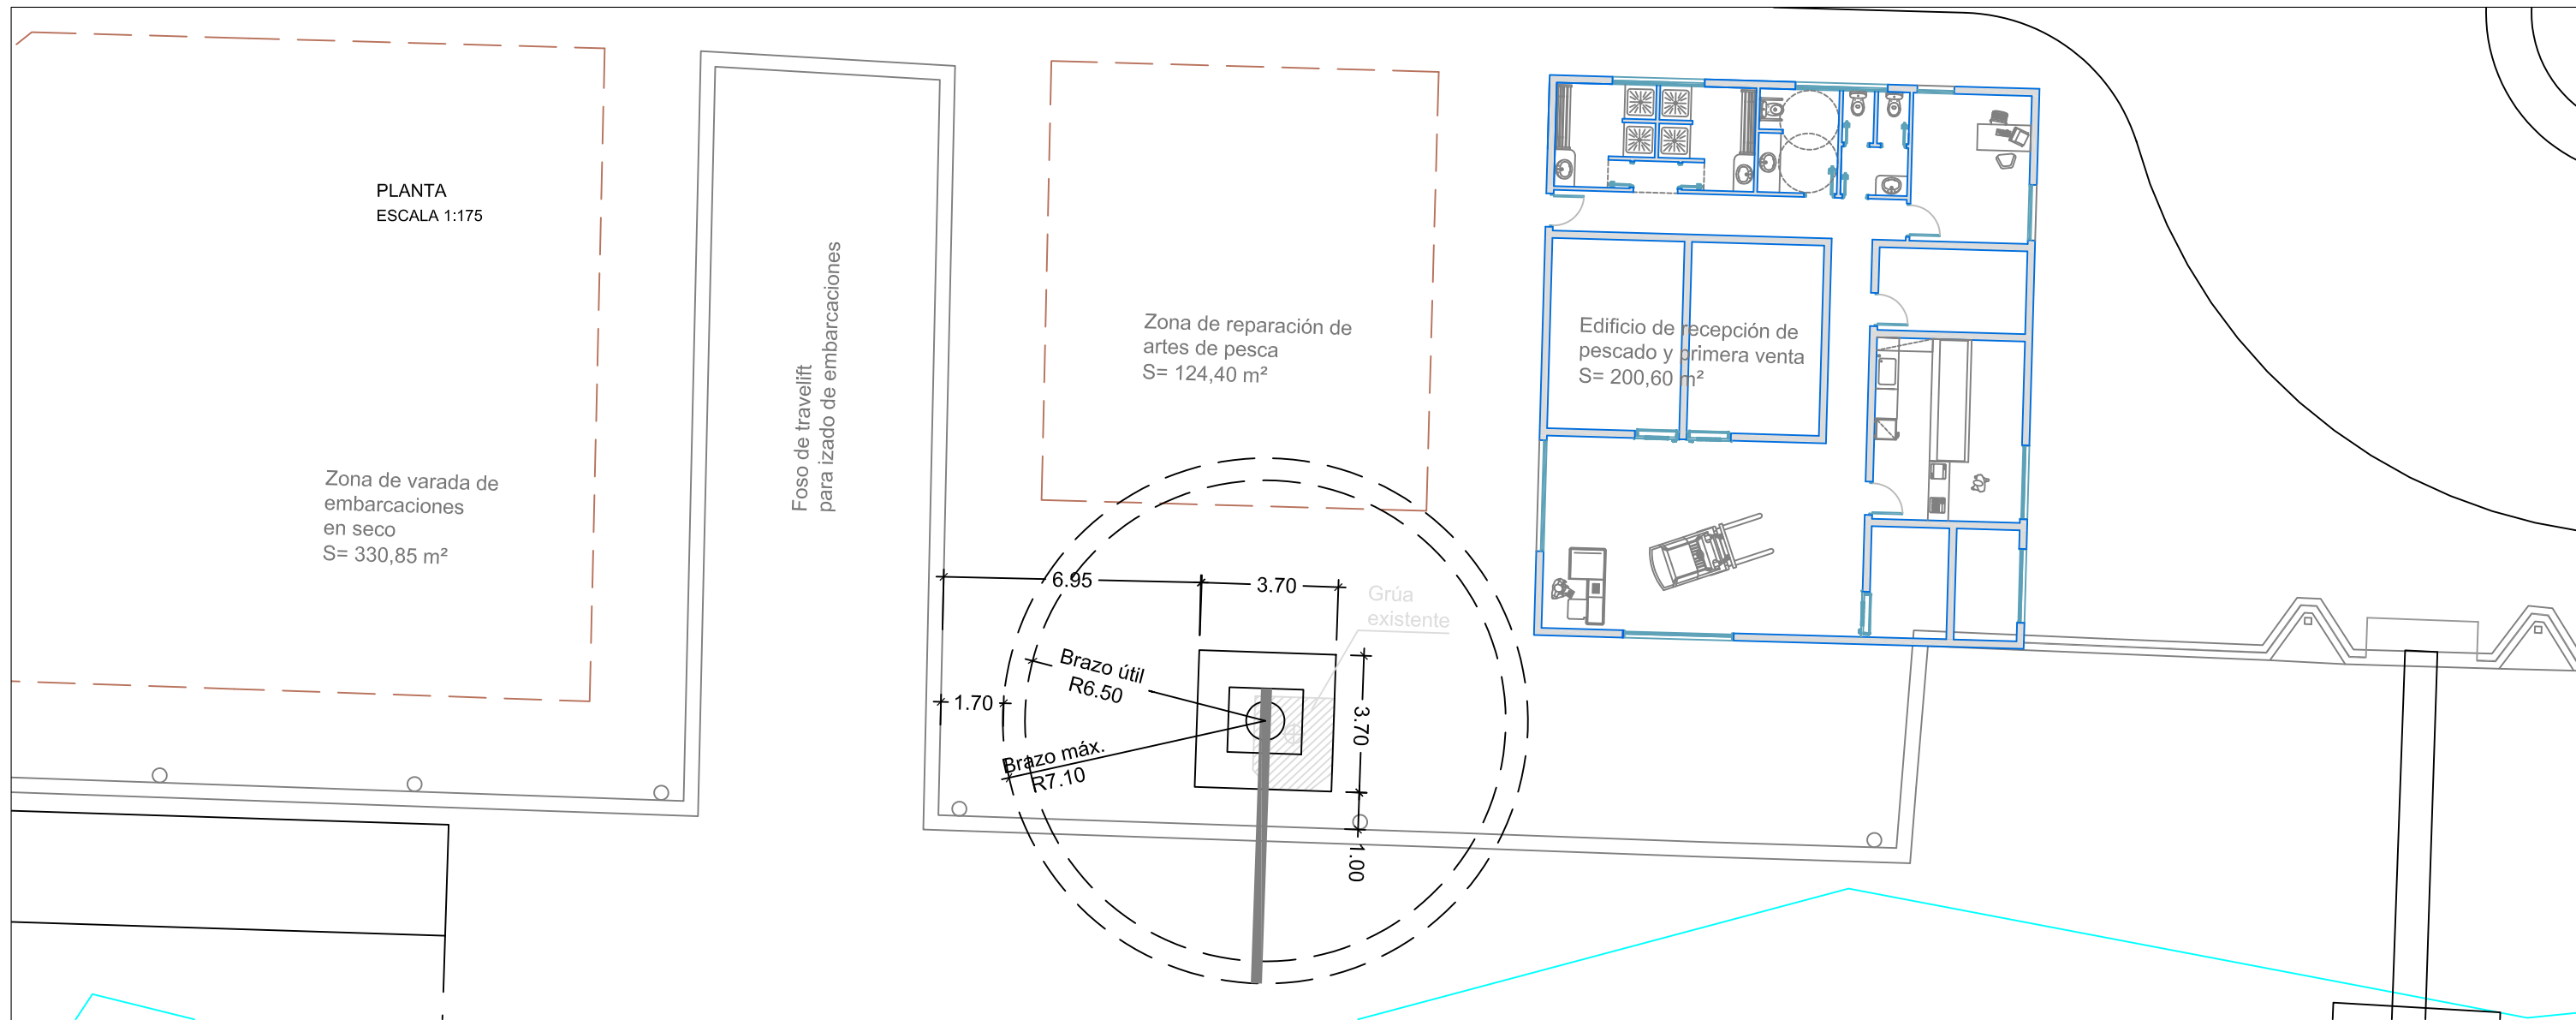 PLANTA
ESCALA 1:175
Zona de varada de
embarcaciones
en seco
S= 330,85 m²
Foso de travelift
para izado de embarcaciones
Zona de reparación de
artes de pesca
S= 124,40 m²
Edificio de recepción de
pescado y primera venta
S= 200,60 m²
6.95
3.70
Grúa
existente
Brazo útil
R6.50
1.70
3.70
Brazo máx.
R7.10
1.00